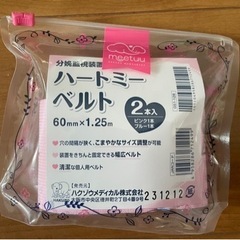 meetuu
分娩監視装置
ハートミー
ベルト
60mm×1.25m
2本入
ピンク1本
ブルー1本
穴の間隔が狭く、こまやかなサイズ調整が可能
装置をきちんと固定できる幅広ベルト
清潔な個人用ベルト
ハクゾウメディカル株式会社
231212